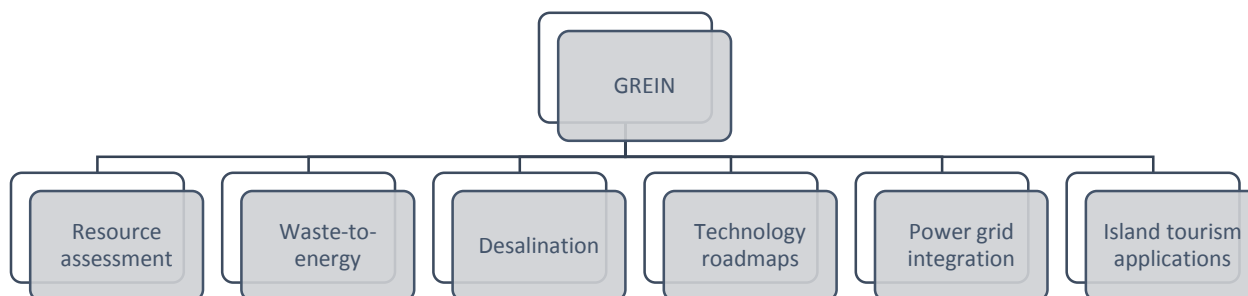 GREIN
Resource
assessment
Waste-to-
energy
Desalination
Technology
roadmaps
Power grid
integration
Island tourism
applications